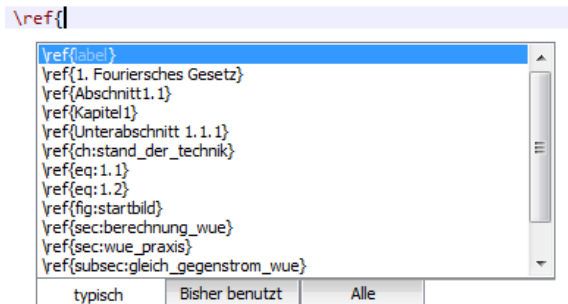 \ref{
\ref{label}
\ref{1. Fouriersches Gesetz}
\ref{Abschnitt1.1}
\ref{Kapitel1}
\ref{Unterabschnitt 1.1.1}
\ref{ch:stand_der_technik}
\ref{eq:1.1}
\ref{eq:1.2}
\ref{fig:startbild}
\ref{sec:berechnung_wue}
\ref{sec:wue_praxis}
\ref{subsec:gleich_gegenstrom_wue}
typisch Bisher benutzt Alle